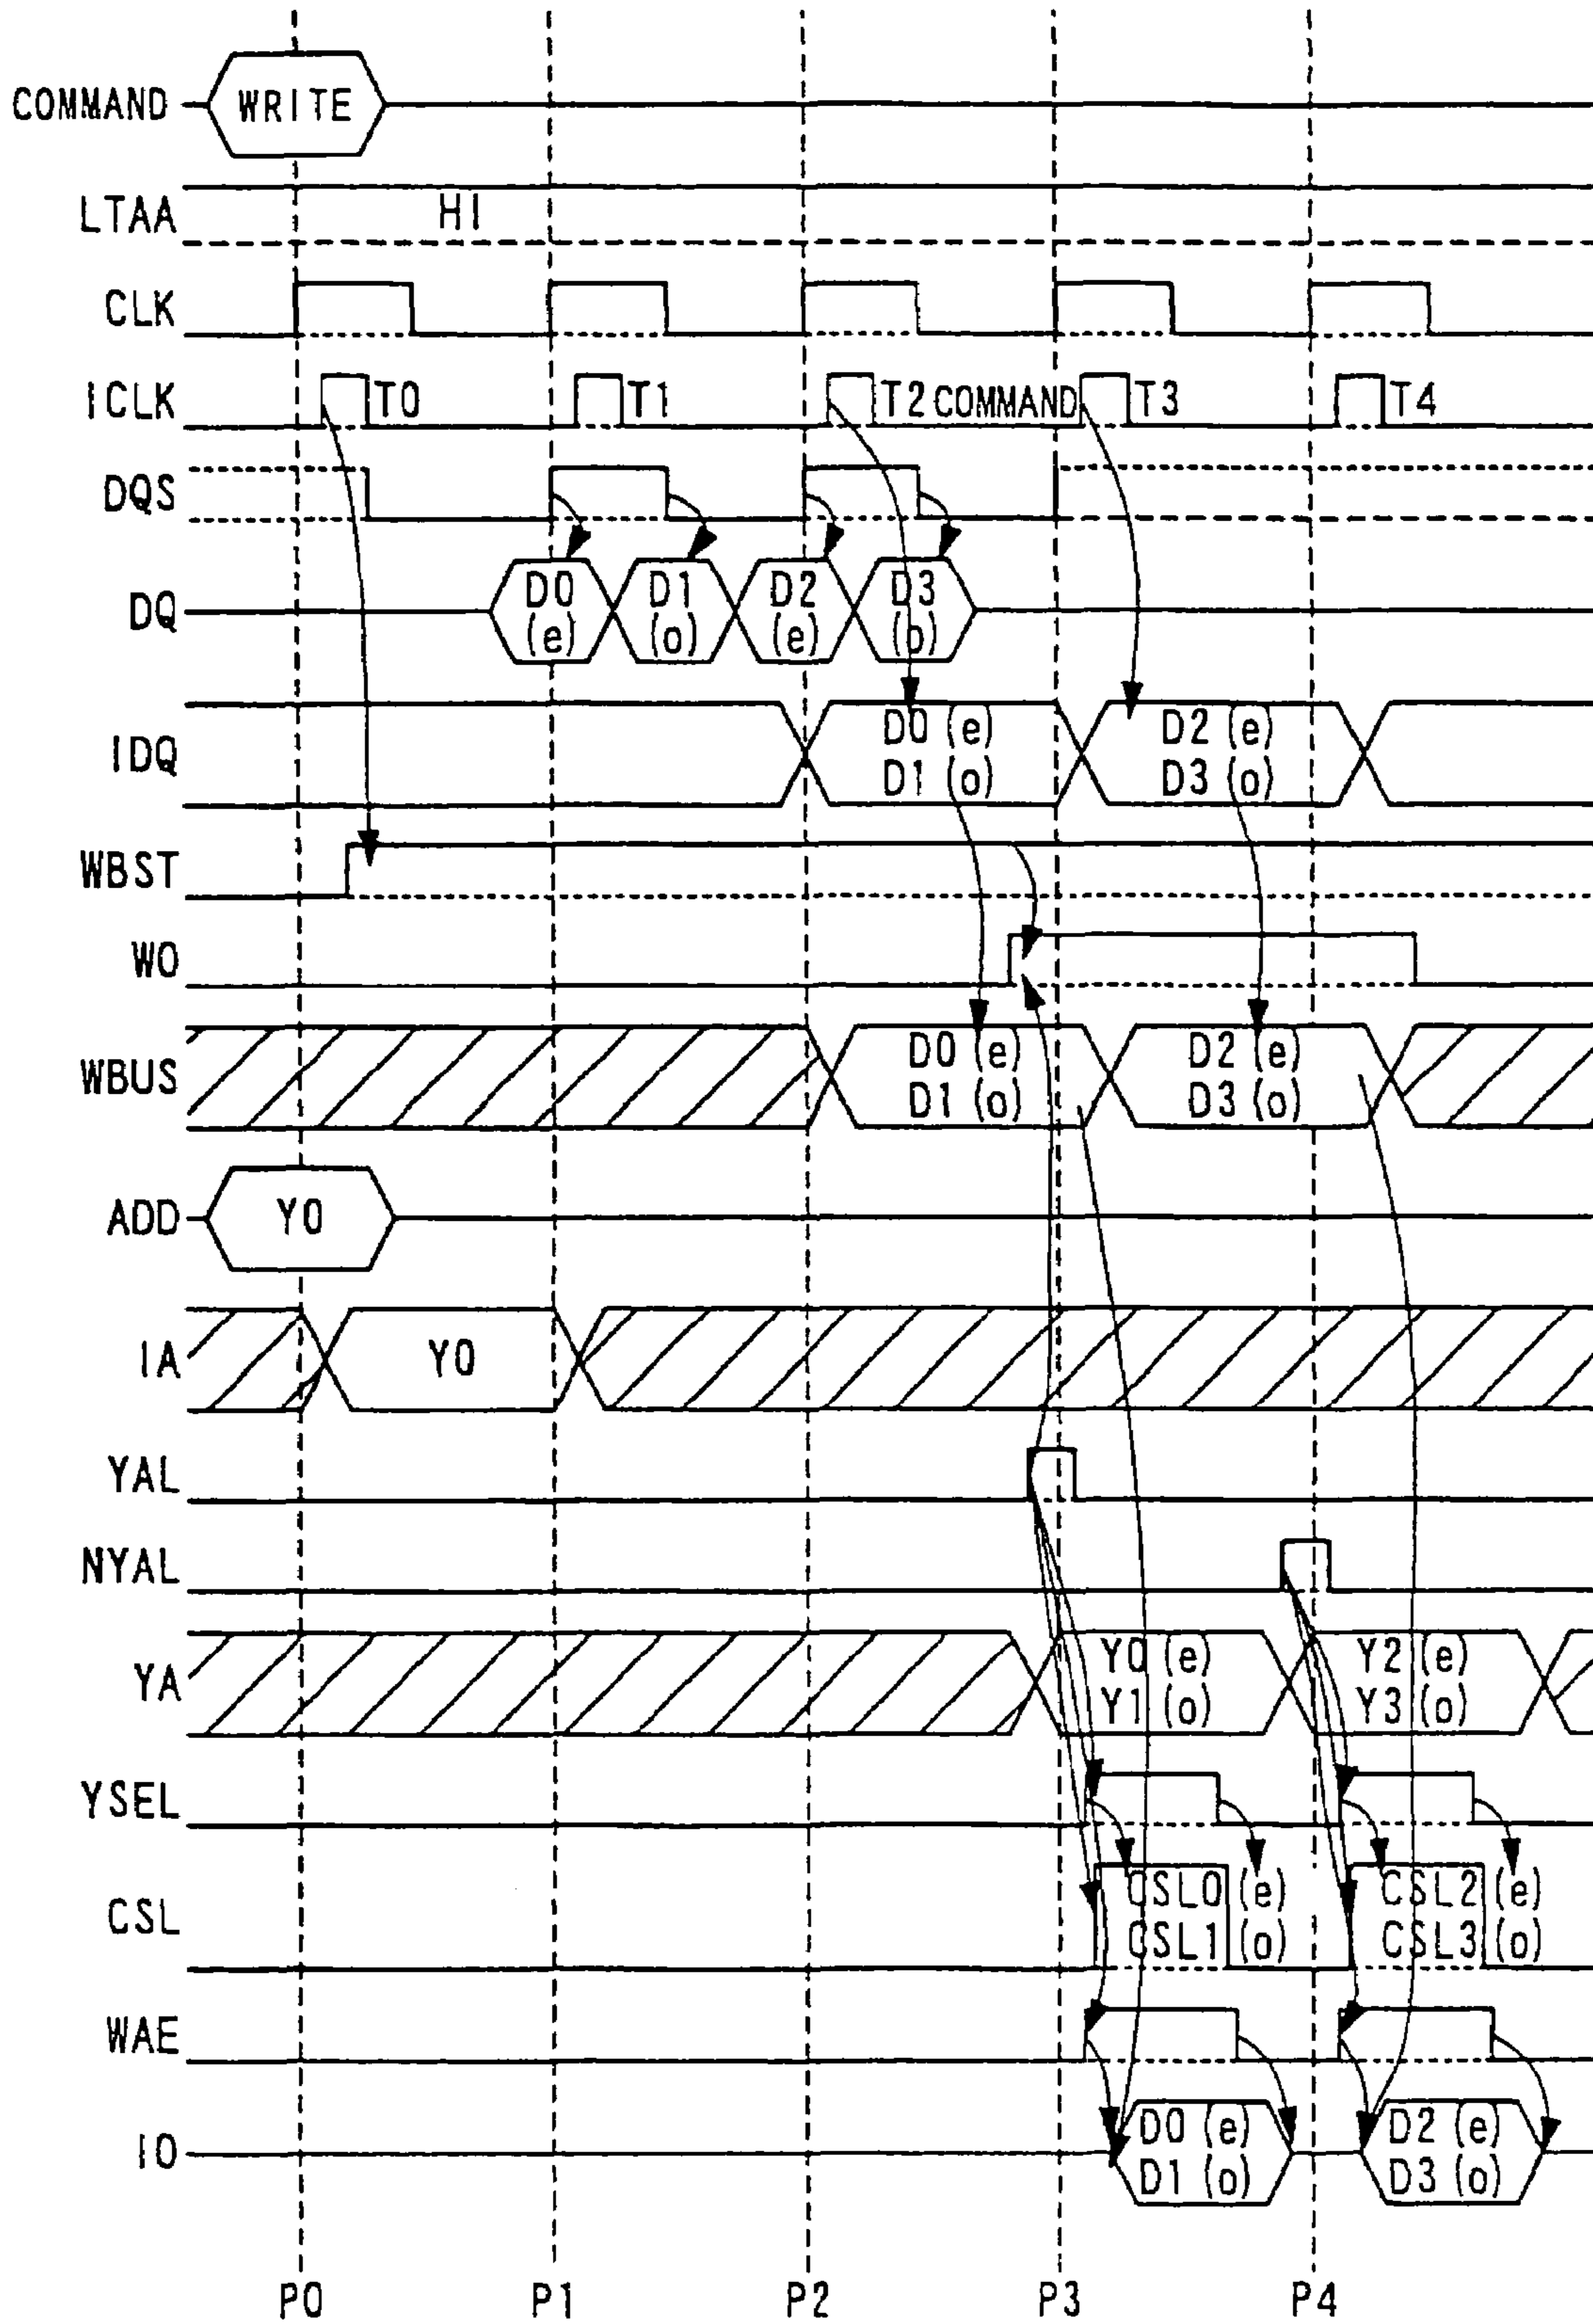 COMMAND WRITE
LTAA HI
CLK
ICLK T0 T1 T2 COMMAND T3 T4
DQS
DQ D0 (e) D1 (o) D2 (e) D3 (o)
IDQ D0 (e) D1 (o) D2 (e) D3 (o)
WBST
WO
WBUS D0 (e) D1 (o) D2 (e) D3 (o)
ADD Y0
IA Y0
YAL
NYAL
YA Y0 (e) Y1 (o) Y2 (e) Y3 (o)
YSEL
CSL CSL0 (e) CSL1 (o) CSL2 (e) CSL3 (o)
WAE
IO D0 (e) D1 (o) D2 (e) D3 (o)
P0 P1 P2 P3 P4